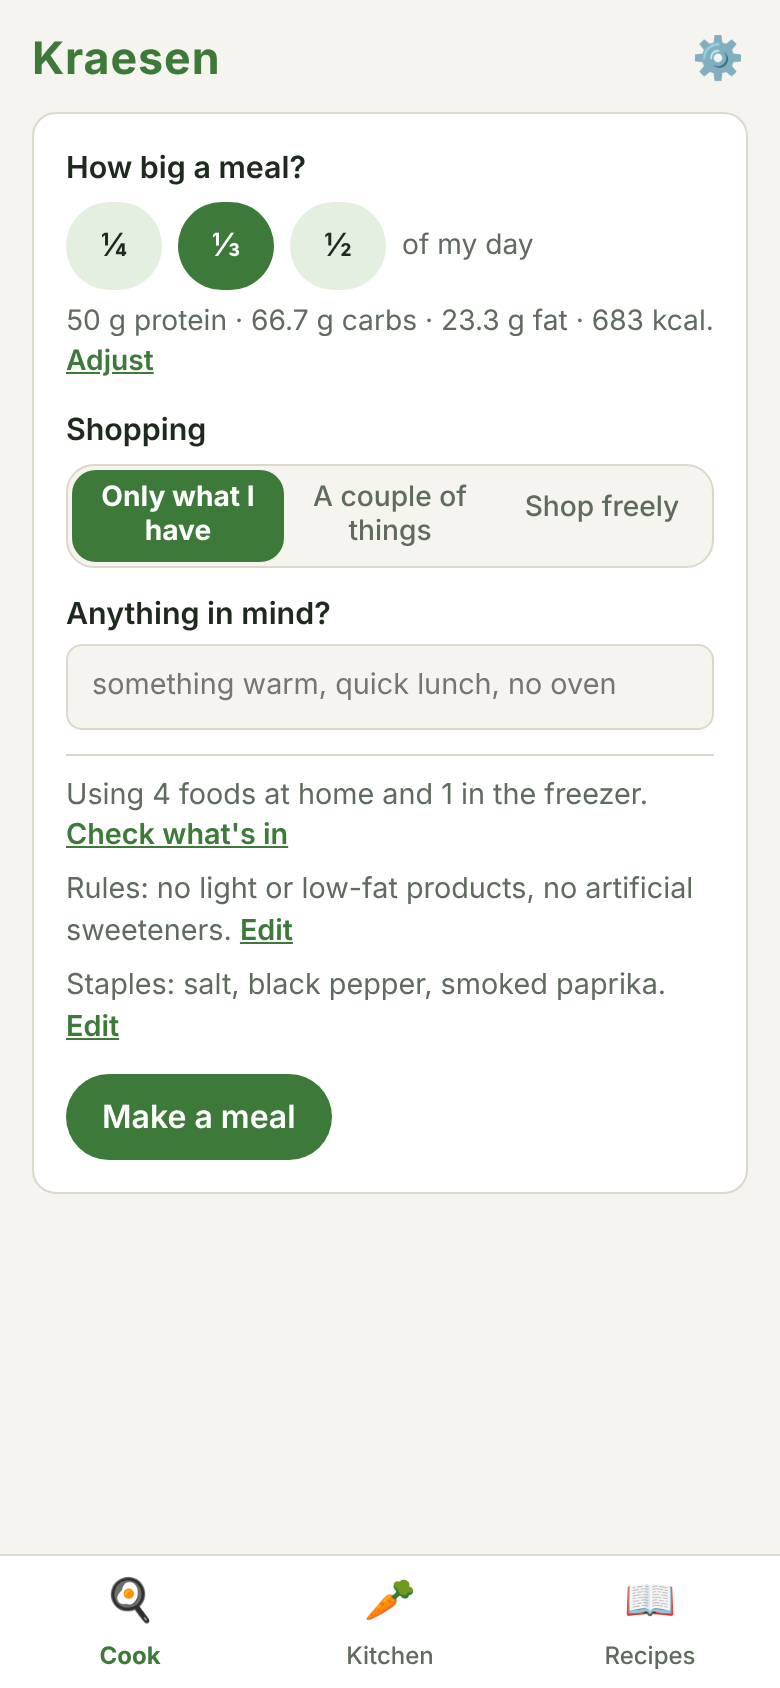 Kraesen
How big a meal?
¼ ⅓ ½ of my day
50 g protein · 66.7 g carbs · 23.3 g fat · 683 kcal.
Adjust
Shopping
Only what I
have
A couple of
things
Shop freely
Anything in mind?
something warm, quick lunch, no oven
Using 4 foods at home and 1 in the freezer.
Check what's in
Rules: no light or low-fat products, no artificial
sweeteners. Edit
Staples: salt, black pepper, smoked paprika.
Edit
Make a meal
Cook
Kitchen
Recipes